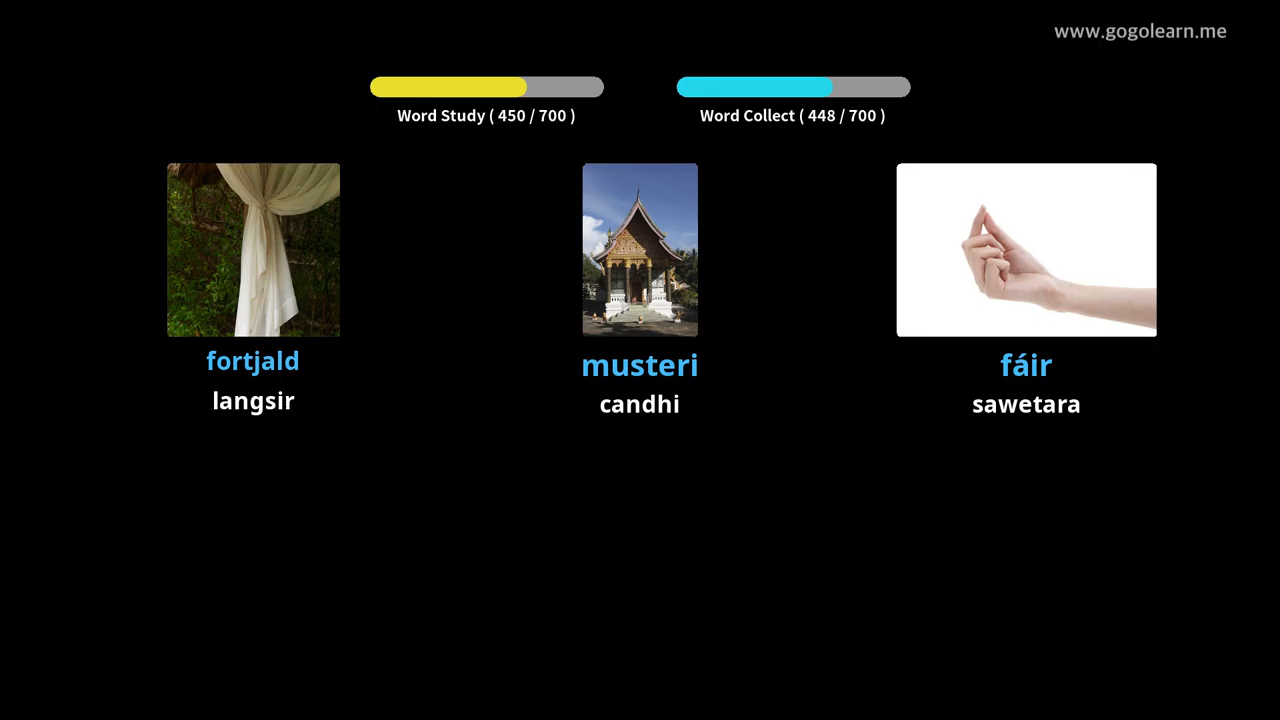 www.gogolearn.me
Word Study ( 450 / 700 )
Word Collect ( 448 / 700 )
fortjald
langsir
musteri
candhi
fáir
sawetara